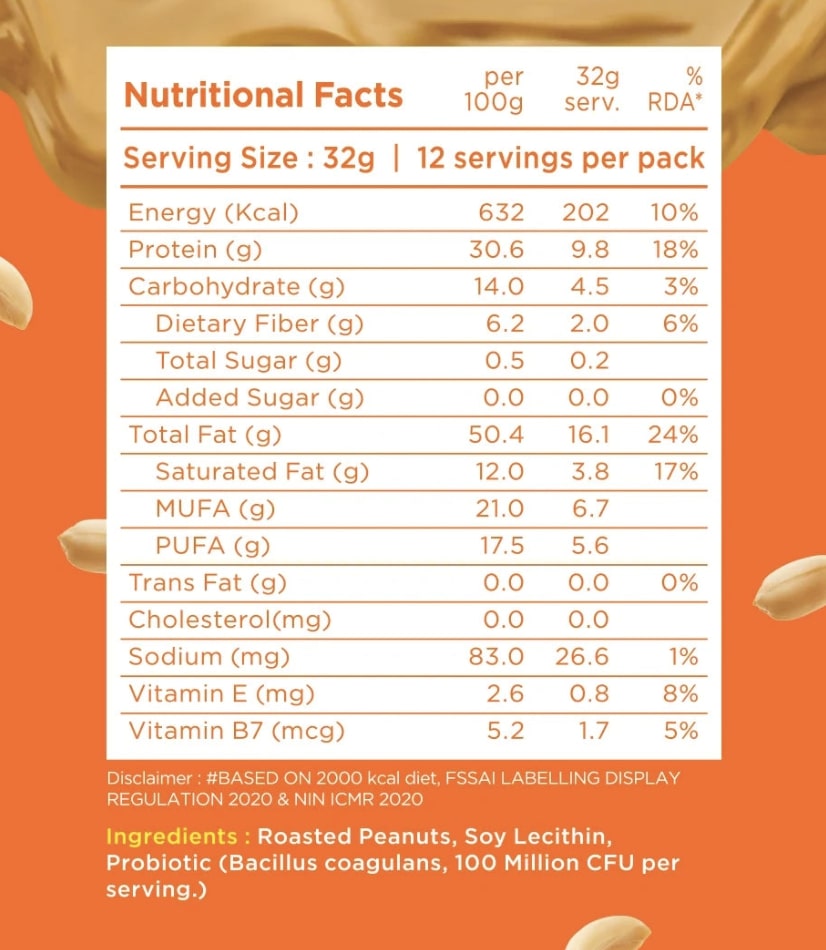 Nutritional Facts per 100g 32g serv. % RDA*
Serving Size : 32g | 12 servings per pack
Energy (Kcal) 632 202 10%
Protein (g) 30.6 9.8 18%
Carbohydrate (g) 14.0 4.5 3%
Dietary Fiber (g) 6.2 2.0 6%
Total Sugar (g) 0.5 0.2
Added Sugar (g) 0.0 0.0 0%
Total Fat (g) 50.4 16.1 24%
Saturated Fat (g) 12.0 3.8 17%
MUFA (g) 21.0 6.7
PUFA (g) 17.5 5.6
Trans Fat (g) 0.0 0.0 0%
Cholesterol(mg) 0.0 0.0
Sodium (mg) 83.0 26.6 1%
Vitamin E (mg) 2.6 0.8 8%
Vitamin B7 (mcg) 5.2 1.7 5%
Disclaimer : #BASED ON 2000 kcal diet, FSSAI LABELLING DISPLAY
REGULATION 2020 & NIN ICMR 2020
Ingredients : Roasted Peanuts, Soy Lecithin,
Probiotic (Bacillus coagulans, 100 Million CFU per
serving.)